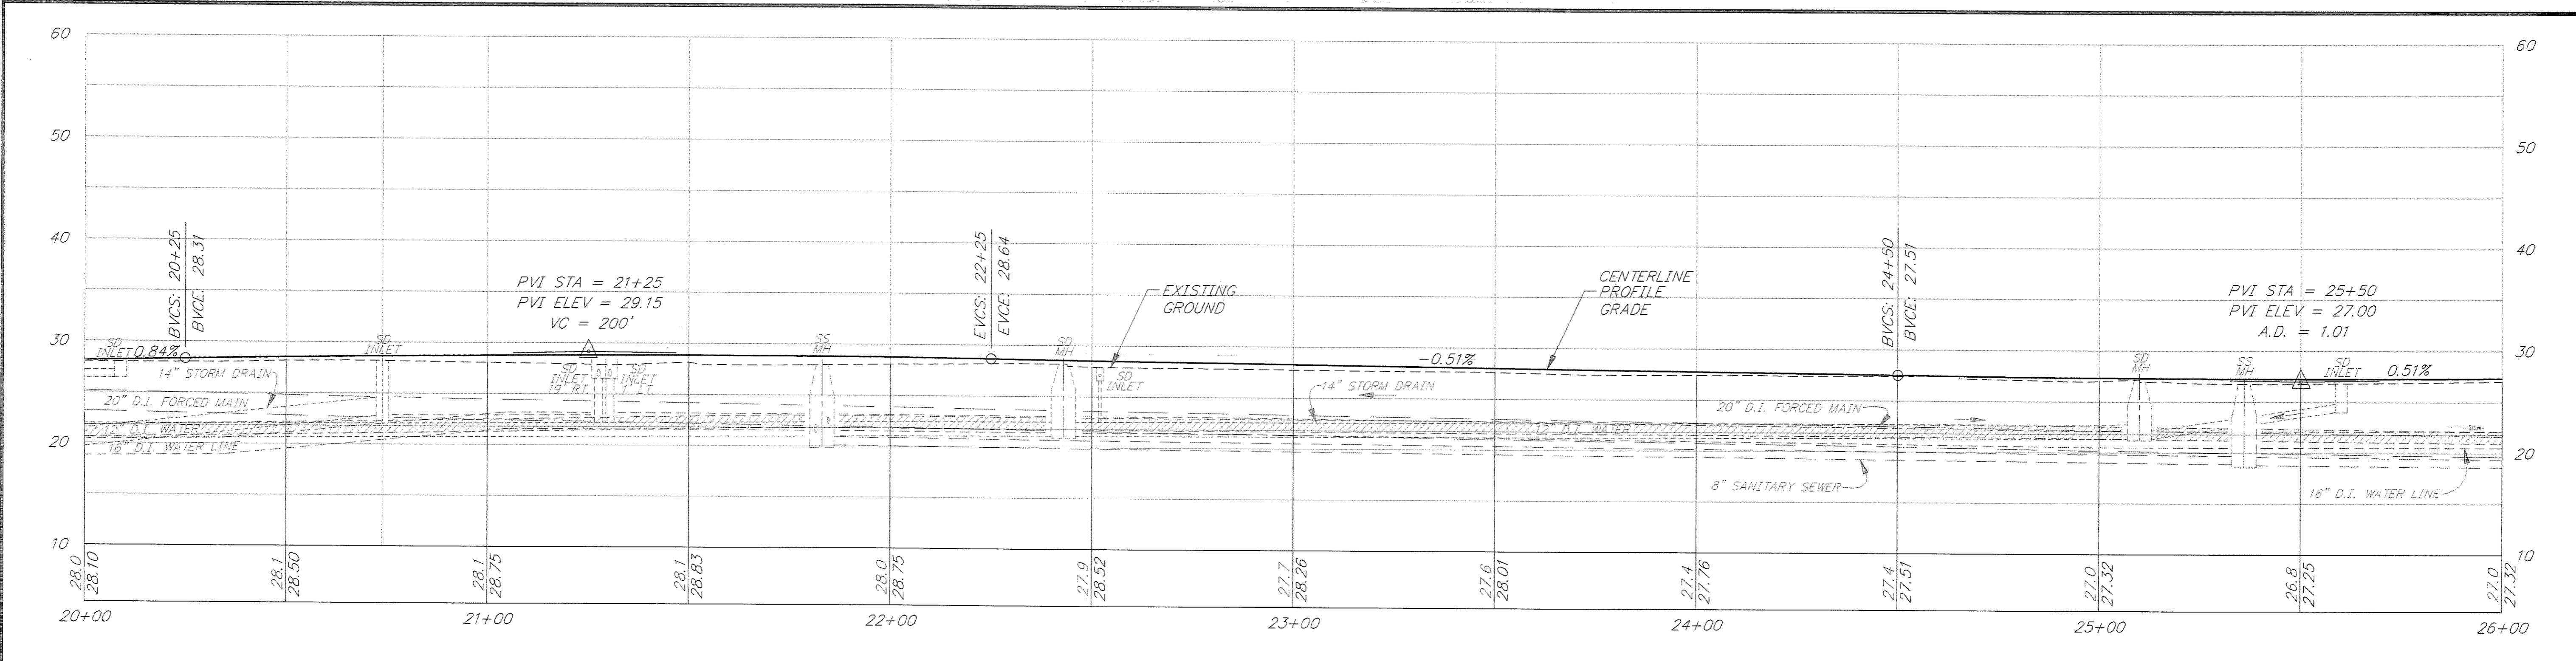 60
50
40
30
20
10
60
50
40
30
20
10
BVCS: 20+25
BVCE: 28.31
PVI STA = 21+25
PVI ELEV = 29.15
VC = 200'
EVCS: 22+25
EVCE: 28.64
EXISTING
GROUND
CENTERLINE
PROFILE
GRADE
BVCS: 24+50
BVCE: 27.51
PVI STA = 25+50
PVI ELEV = 27.00
A.D. = 1.01
SD
INLET
0.84%
SD
INLET
SD
INLET
19' RT.
SD
INLET
SS
MH
SD
MH
SD
INLET
-0.51%
SD
MH
SS
MH
SD
INLET
0.51%
14" STORM DRAIN
20" D.I. FORCED MAIN
12" D.I. WATER
16" D.I. WATER LINE
14" STORM DRAIN
12" D.I. WATER
20" D.I. FORCED MAIN
8" SANITARY SEWER
16" D.I. WATER LINE
28.0
28.10
28.1
28.50
28.1
28.75
28.1
28.83
28.0
28.75
27.9
28.52
27.7
28.26
27.6
28.01
27.4
27.76
27.4
27.51
27.0
27.32
26.8
27.25
27.0
27.32
20+00
21+00
22+00
23+00
24+00
25+00
26+00